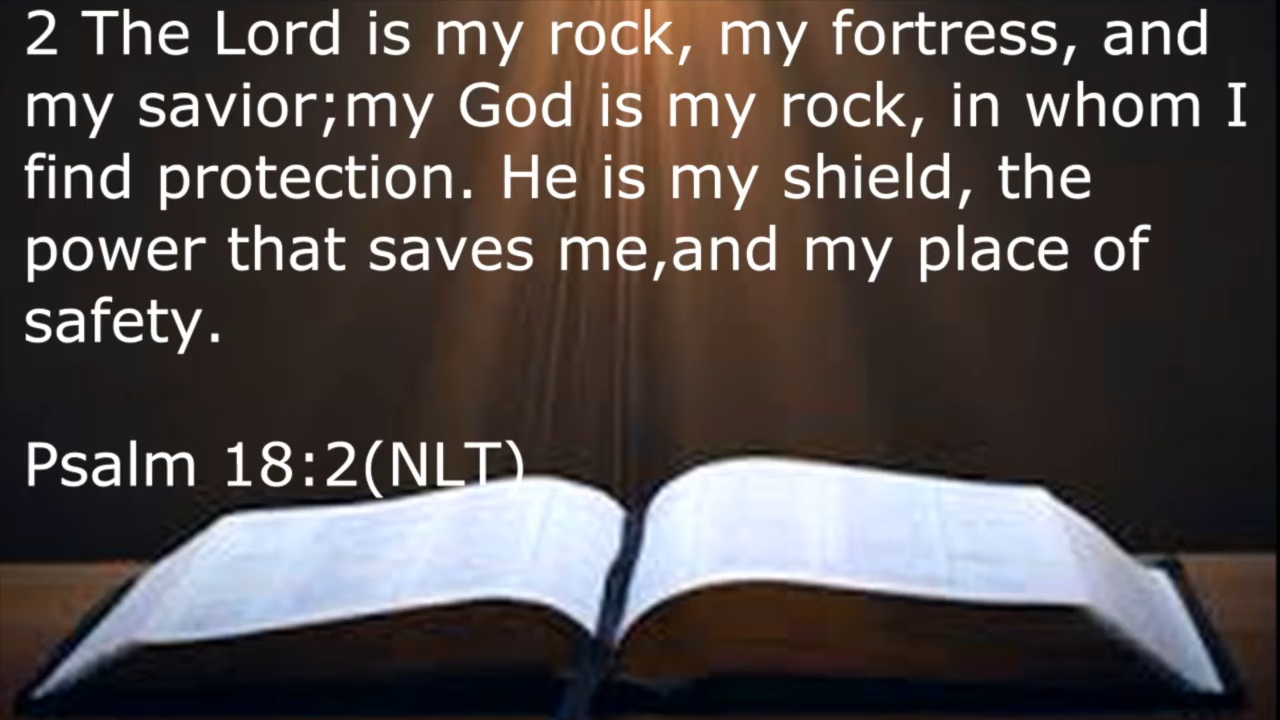 2 The Lord is my rock, my fortress, and
my savior;my God is my rock, in whom I
find protection. He is my shield, the
power that saves me,and my place of
safety.
Psalm 18:2(NLT)